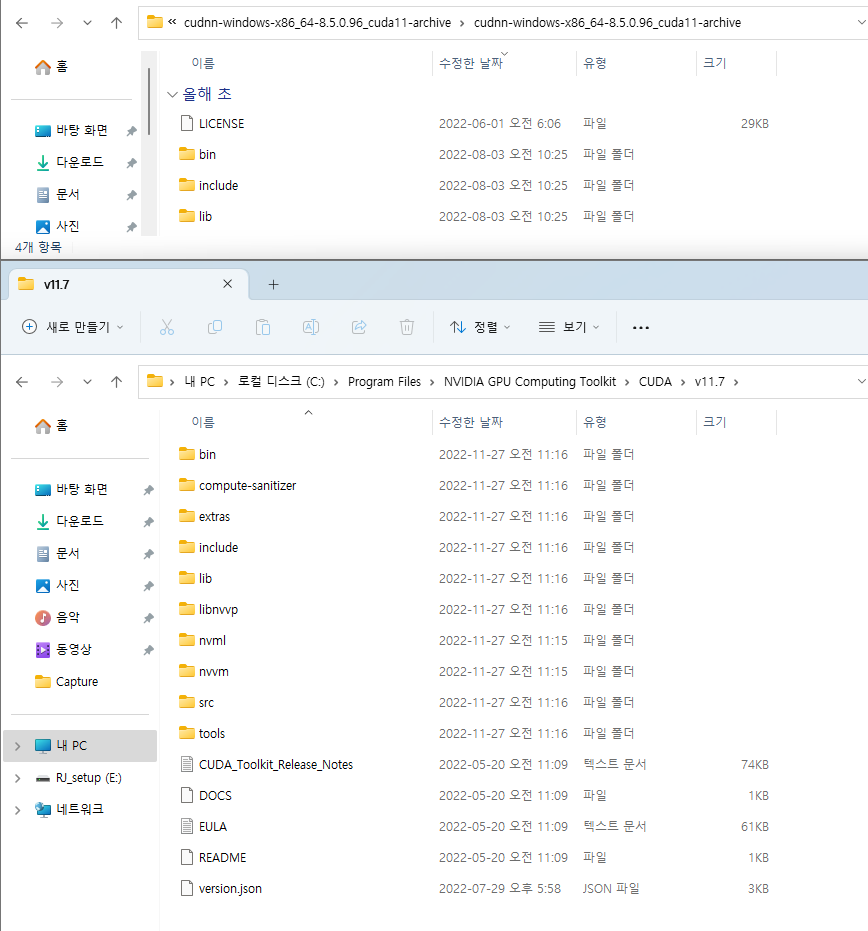 « cudnn-windows-x86_64-8.5.0.96_cuda11-archive › cudnn-windows-x86_64-8.5.0.96_cuda11-archive
이름 수정한 날짜 유형 크기
홈
올해 초
LICENSE 2022-06-01 오전 6:06 파일 29KB
바탕 화면
bin 2022-08-03 오전 10:25 파일 폴더
다운로드
include 2022-08-03 오전 10:25 파일 폴더
문서
lib 2022-08-03 오전 10:25 파일 폴더
사진
4개 항목
v11.7
새로 만들기 정렬 보기
내 PC › 로컬 디스크 (C:) › Program Files › NVIDIA GPU Computing Toolkit › CUDA › v11.7 ›
이름 수정한 날짜 유형 크기
홈
bin 2022-11-27 오전 11:16 파일 폴더
바탕 화면
compute-sanitizer 2022-11-27 오전 11:16 파일 폴더
다운로드
extras 2022-11-27 오전 11:16 파일 폴더
문서
include 2022-11-27 오전 11:16 파일 폴더
사진
lib 2022-11-27 오전 11:16 파일 폴더
음악
libnvvp 2022-11-27 오전 11:16 파일 폴더
동영상
nvml 2022-11-27 오전 11:15 파일 폴더
Capture
nvvm 2022-11-27 오전 11:15 파일 폴더
src 2022-11-27 오전 11:16 파일 폴더
tools 2022-11-27 오전 11:16 파일 폴더
내 PC
CUDA_Toolkit_Release_Notes 2022-05-20 오전 11:09 텍스트 문서 74KB
RJ_setup (E:)
DOCS 2022-05-20 오전 11:09 파일 1KB
네트워크
EULA 2022-05-20 오전 11:09 텍스트 문서 61KB
README 2022-05-20 오전 11:09 파일 1KB
version.json 2022-07-29 오후 5:58 JSON 파일 3KB